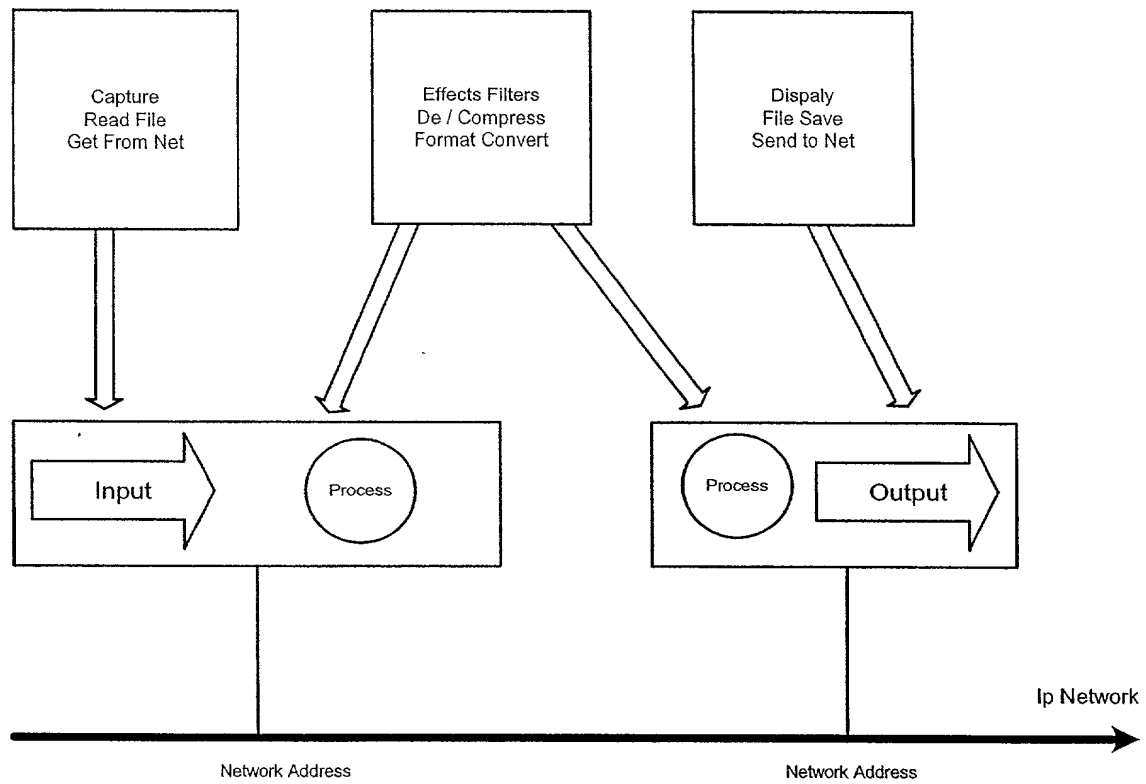 Capture
Read File
Get From Net
Effects Filters
De / Compress
Format Convert
Dispaly
File Save
Send to Net
Input
Process
Process
Output
Ip Network
Network Address
Network Address